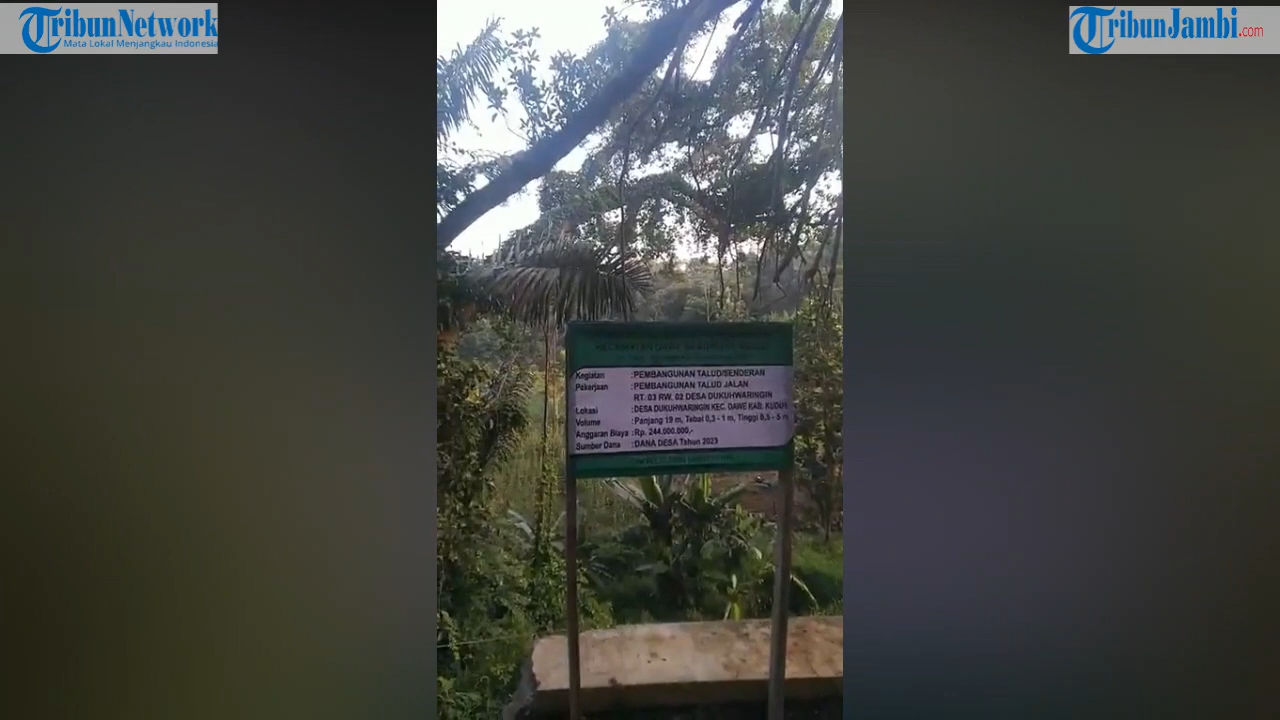 TribunNetwork
Mata Lokal Menjangkau Indonesia
TribunJambi.com
Kegiatan : PEMBANGUNAN TALUD/SENDERAN
Pekerjaan : PEMBANGUNAN TALUD JALAN
RT. 03 RW. 02 DESA DUKUHWARINGIN
Lokasi : DESA DUKUHWARINGIN KEC. DAWE KAB. KUDUS
Volume : Panjang 19 m, Tebal 0,3 - 1 m, Tinggi 0,5 - 5 m
Anggaran Biaya : Rp. 244.000.000,-
Sumber Dana : DANA DESA Tahun 2023